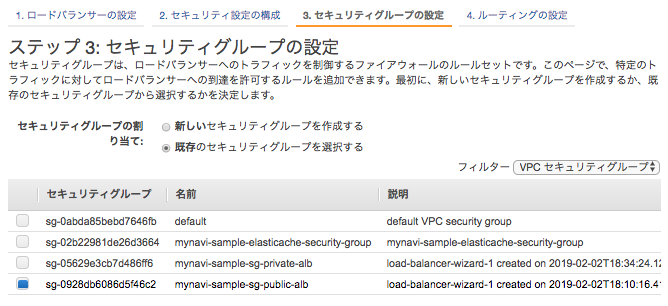 1. ロードバランサーの設定 2. セキュリティ設定の構成 3. セキュリティグループの設定 4. ルーティングの設定
ステップ 3: セキュリティグループの設定
セキュリティグループは、ロードバランサーへのトラフィックを制御するファイアウォールのルールセットです。このページで、特定のト
ラフィックに対してロードバランサーへの到達を許可するルールを追加できます。最初に、新しいセキュリティグループを作成するか、既
存のセキュリティグループから選択するかを決定します。
セキュリティグループの割り当て: 新しいセキュリティグループを作成する
既存のセキュリティグループを選択する
フィルター VPC セキュリティグループ
セキュリティグループ 名前 説明
sg-0abda85bebd7646fb default default VPC security group
sg-02b22981de26d3664 mynavi-sample-elasticache-security-group mynavi-sample-elasticache-security-group
sg-05629e3cb7d486ff6 mynavi-sample-sg-private-alb load-balancer-wizard-1 created on 2019-02-02T18:34:24.12
sg-0928db6086d5f46c2 mynavi-sample-sg-public-alb load-balancer-wizard-1 created on 2019-02-02T18:10:16.41